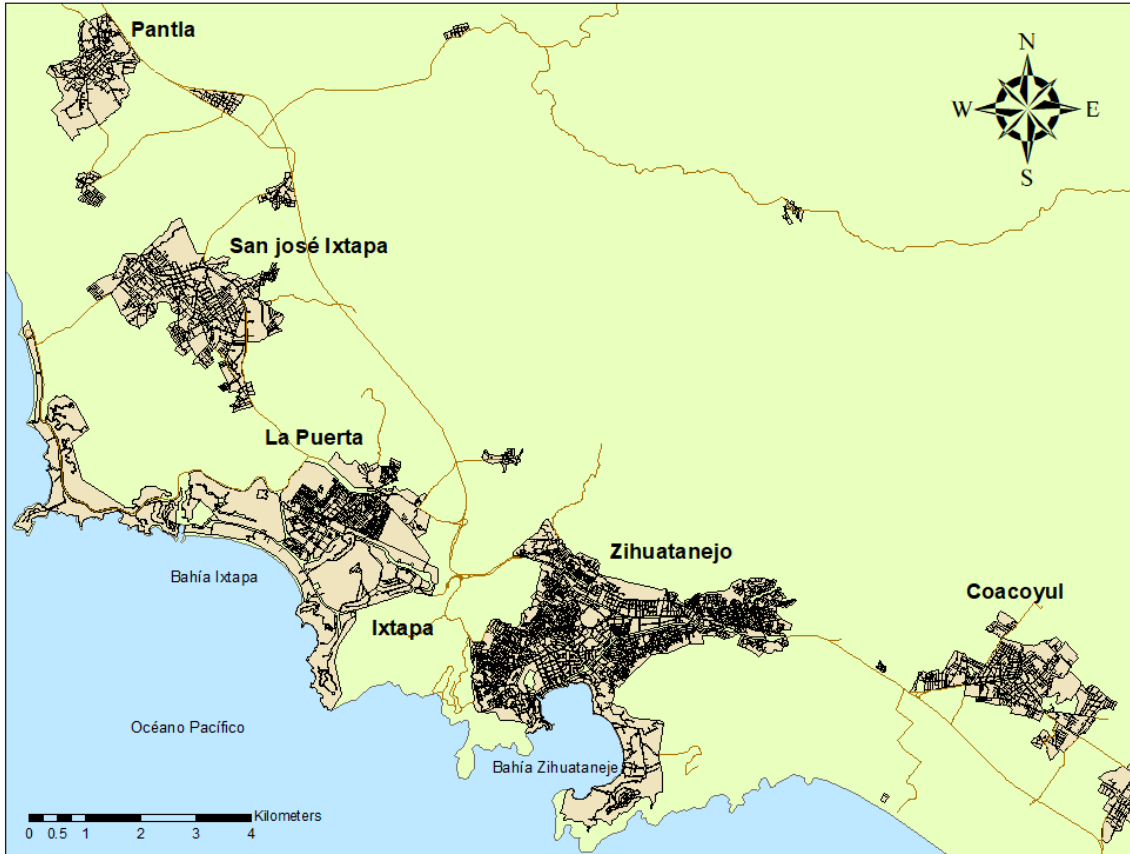 Pantla
N
W E
S
San josé Ixtapa
La Puerta
Zihuatanejo
Bahía Ixtapa
Coacoyul
Ixtapa
Océano Pacífico
Bahía Zihuataneje
Kilometers
0 0.5 1 2 3 4